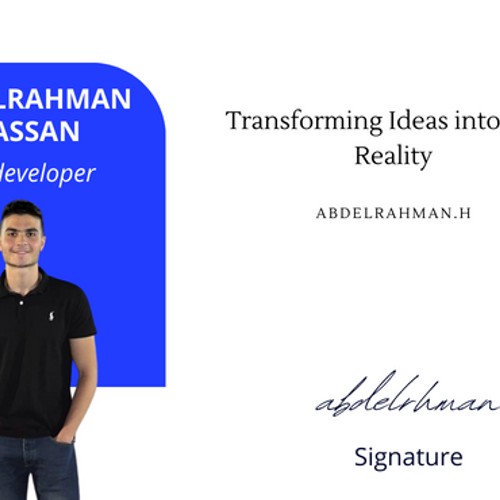 LRAHMAN
ASSAN
developer
Transforming Ideas into
Reality
ABDELRAHMAN.H
abdelrhman
Signature